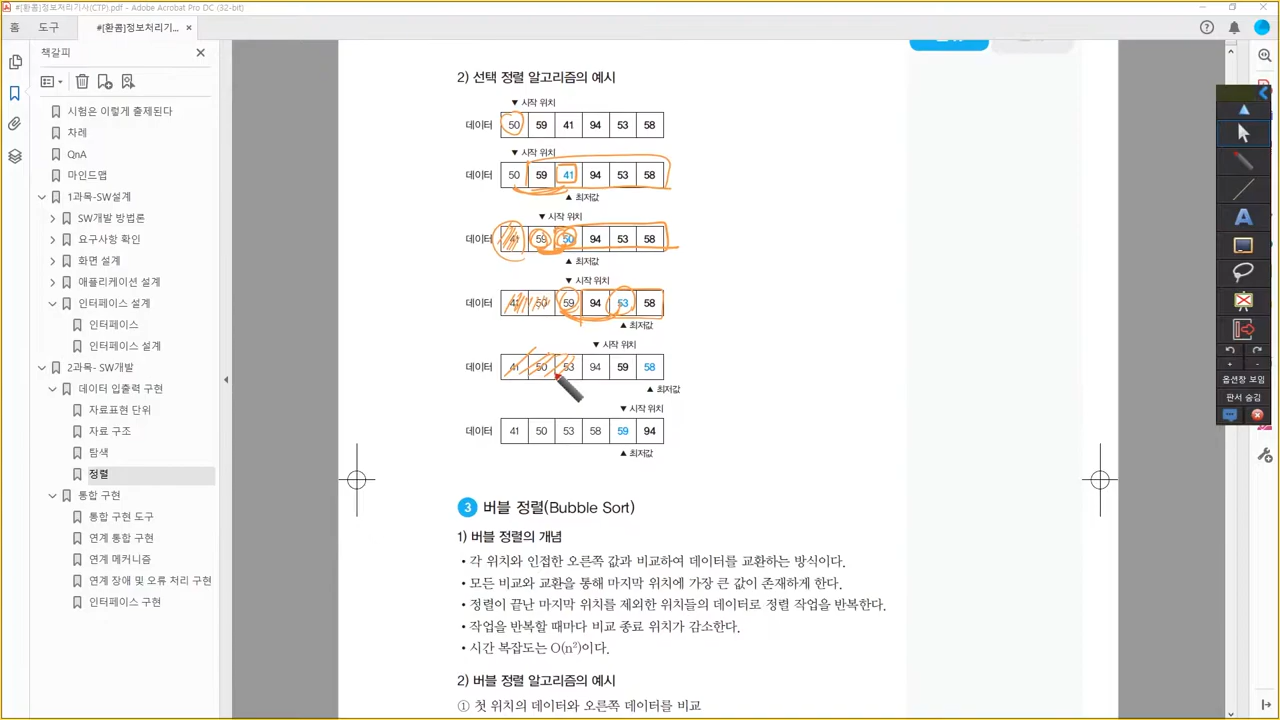 #[환콤]정보처리기사(CTP).pdf - Adobe Acrobat Pro DC (32-bit)
홈 도구 #[환콤]정보처리기... ×
책갈피
시험은 이렇게 출제된다
차례
QnA
마인드맵
1과목-SW설계
SW개발 방법론
요구사항 확인
화면 설계
애플리케이션 설계
인터페이스 설계
인터페이스
인터페이스 설계
2과목- SW개발
데이터 입출력 구현
자료표현 단위
자료 구조
탐색
정렬
통합 구현
통합 구현 도구
연계 통합 구현
연계 메커니즘
연계 장애 및 오류 처리 구현
인터페이스 구현
2) 선택 정렬 알고리즘의 예시
▼ 시작 위치
데이터 50 59 41 94 53 58
▼ 시작 위치
데이터 50 59 41 94 53 58
▲ 최저값
▼ 시작 위치
데이터 41 59 50 94 53 58
▲ 최저값
▼ 시작 위치
데이터 41 50 59 94 53 58
▲ 최저값
▼ 시작 위치
데이터 41 50 53 94 59 58
▲ 최저값
▼ 시작 위치
데이터 41 50 53 58 59 94
▲ 최저값
3 버블 정렬(Bubble Sort)
1) 버블 정렬의 개념
• 각 위치와 인접한 오른쪽 값과 비교하여 데이터를 교환하는 방식이다.
• 모든 비교와 교환을 통해 마지막 위치에 가장 큰 값이 존재하게 한다.
• 정렬이 끝난 마지막 위치를 제외한 위치들의 데이터로 정렬 작업을 반복한다.
• 작업을 반복할 때마다 비교 종료 위치가 감소한다.
• 시간 복잡도는 O(n²)이다.
2) 버블 정렬 알고리즘의 예시
① 첫 위치의 데이터와 오른쪽 데이터를 비교
A
옵션창 보임
판서 숨김